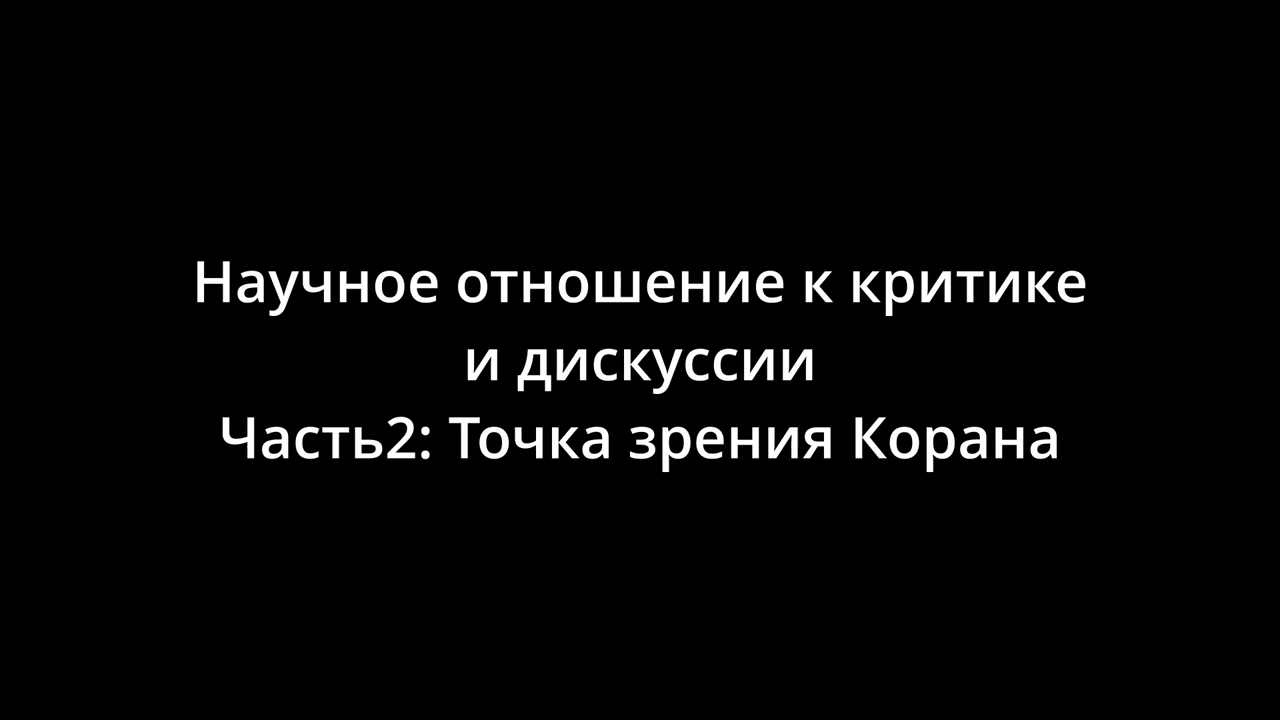 Научное отношение к критике
и дискуссии
Часть2: Точка зрения Корана